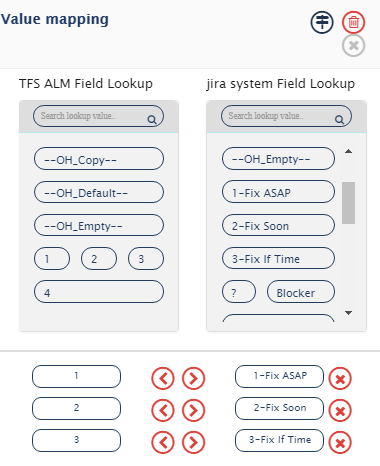 Value mapping
TFS ALM Field Lookup
jira system Field Lookup
Search lookup value..
Search lookup value..
--OH_Copy--
--OH_Default--
--OH_Empty--
1 2 3
4
--OH_Empty--
1-Fix ASAP
2-Fix Soon
3-Fix If Time
? Blocker
1 1-Fix ASAP
2 2-Fix Soon
3 3-Fix If Time